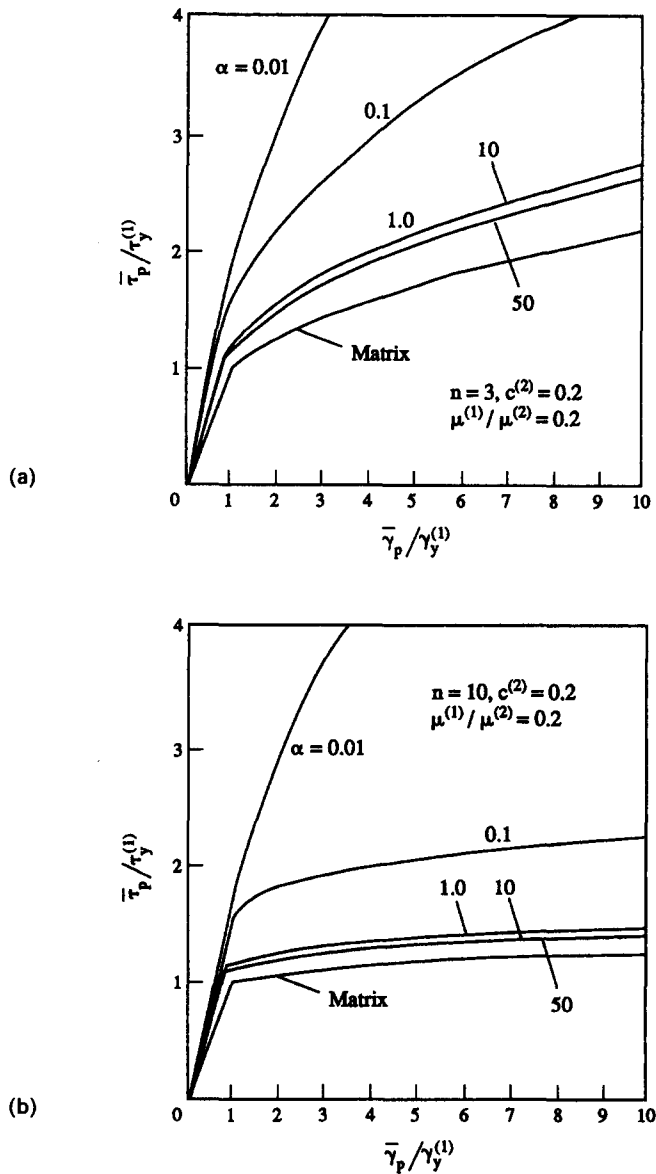 4
α = 0.01
0.1
3
10
1.0
τ̄p/τy(1)
2
50
Matrix
1
n = 3, c(2) = 0.2
μ(1)/ μ(2) = 0.2
(a)
0 1 2 3 4 5 6 7 8 9 10
γ̄p/γy(1)
4
n = 10, c(2) = 0.2
μ(1)/ μ(2) = 0.2
α = 0.01
3
0.1
τ̄p/τy(1)
2
1.0 10
1
Matrix
50
(b)
0 1 2 3 4 5 6 7 8 9 10
γ̄p/γy(1)